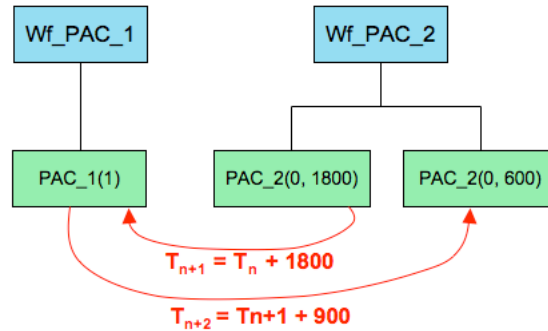 Wf_PAC_1 Wf_PAC_2
PAC_1(1) PAC_2(0, 1800) PAC_2(0, 600)
Tn+1 = Tn + 1800
Tn+2 = Tn+1 + 900